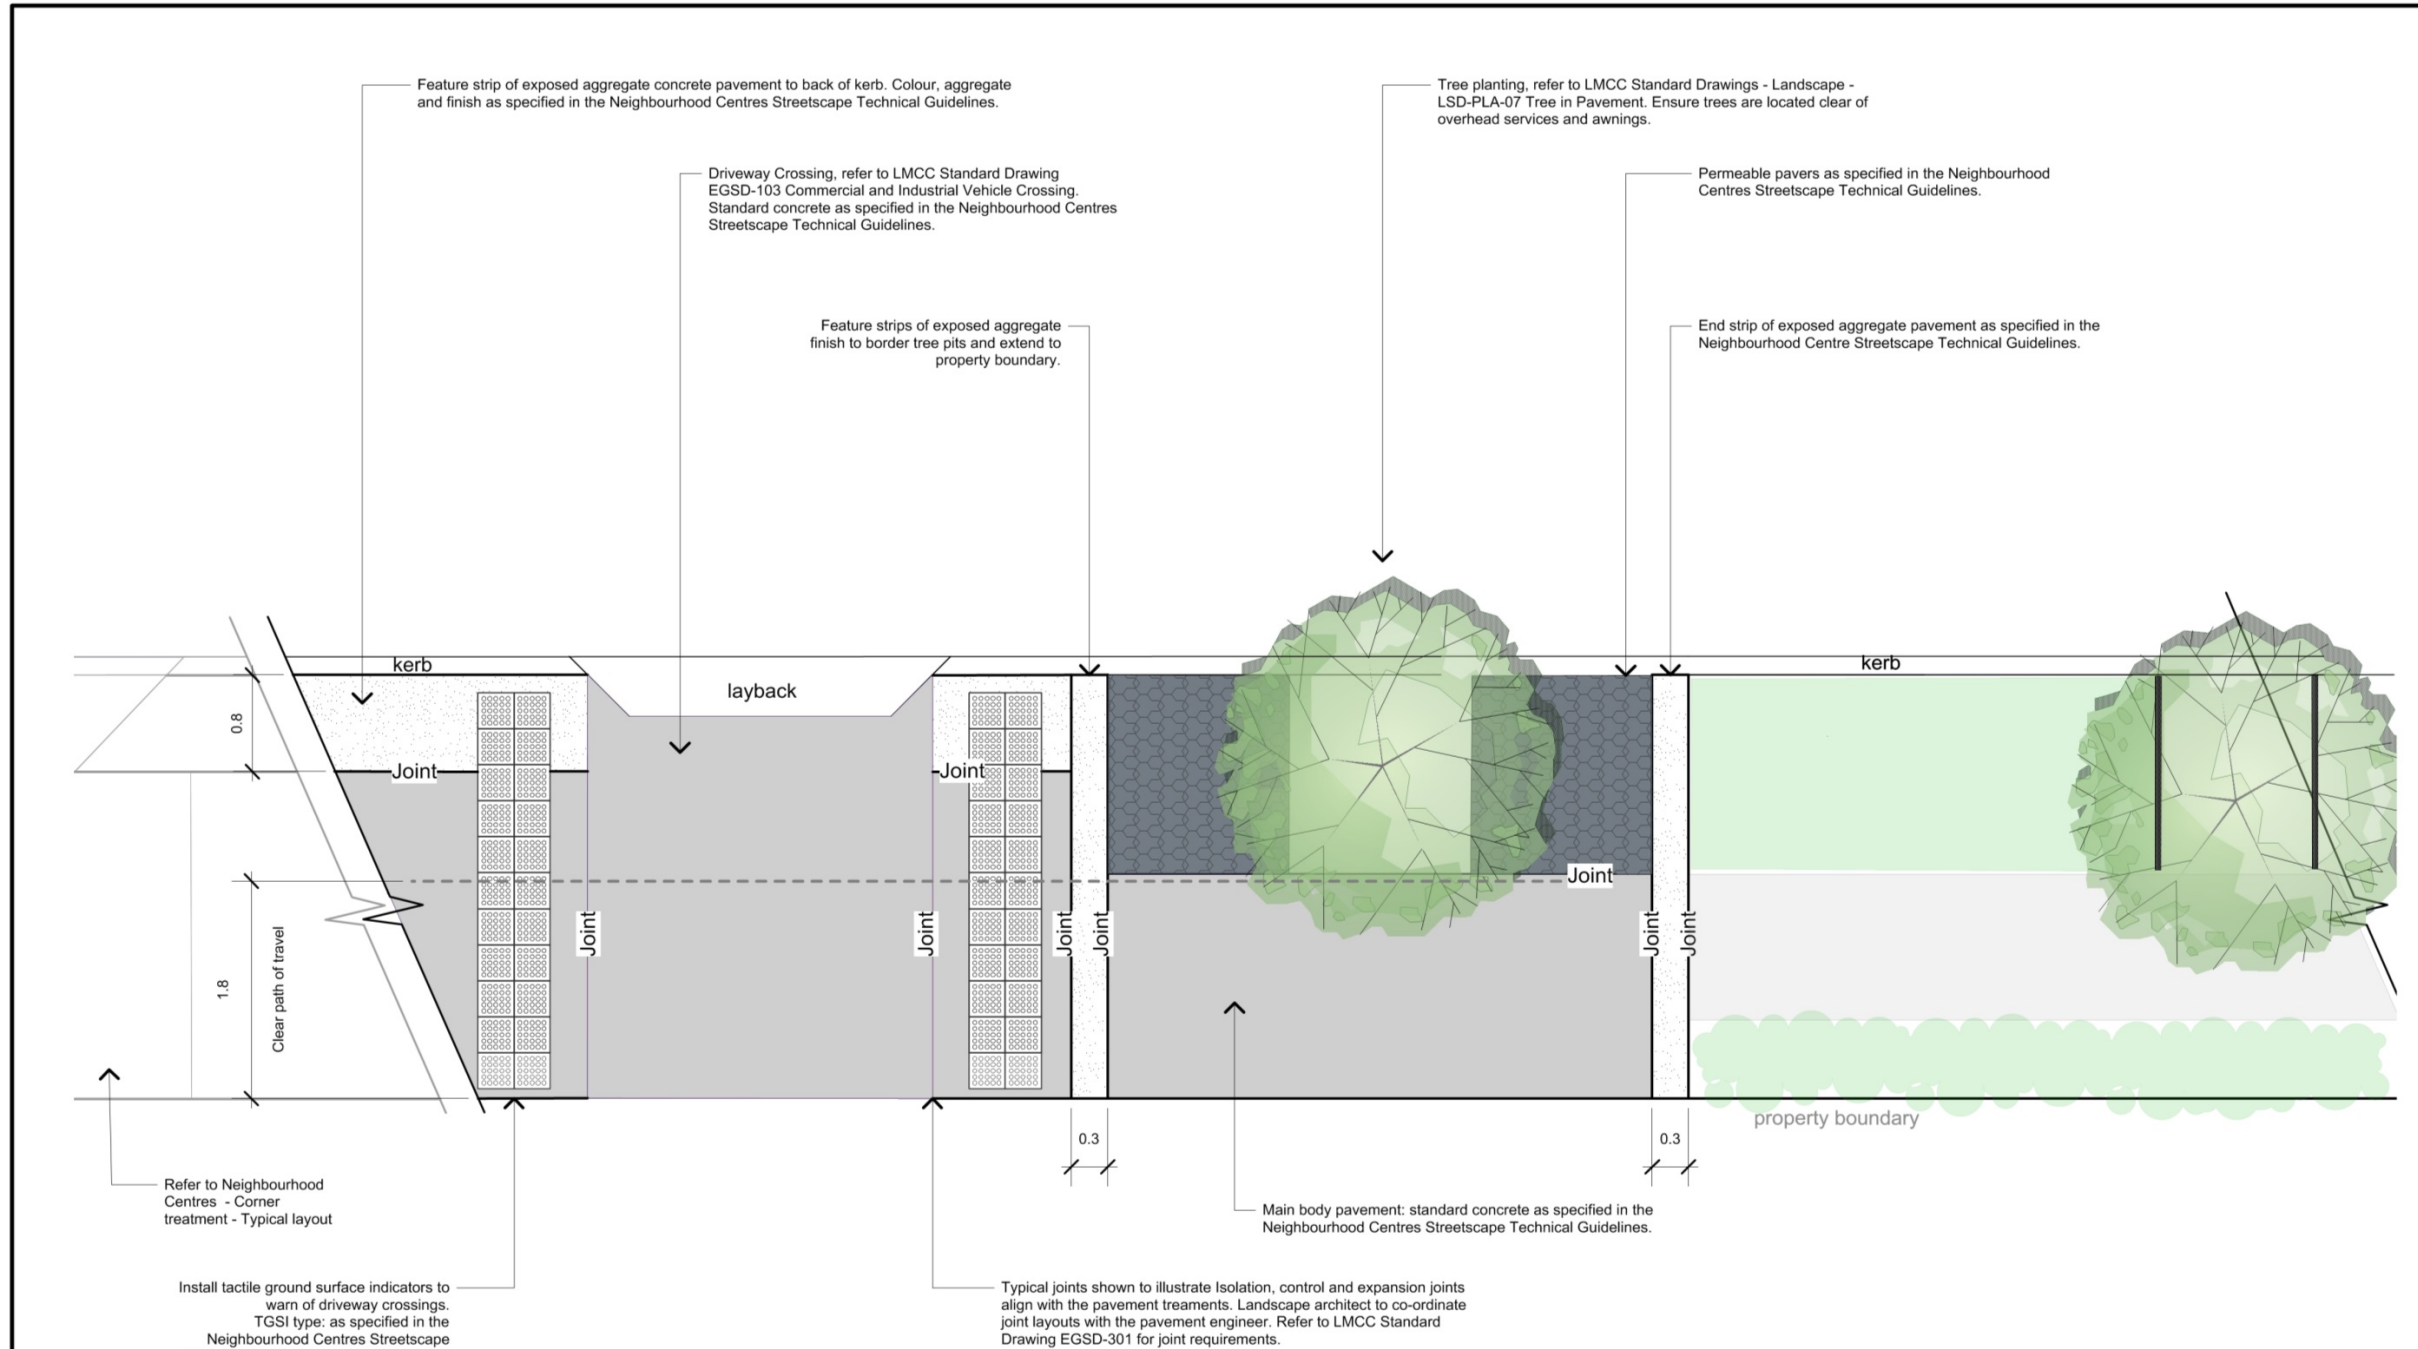 Feature strip of exposed aggregate concrete pavement to back of kerb. Colour, aggregate
and finish as specified in the Neighbourhood Centres Streetscape Technical Guidelines.
Tree planting, refer to LMCC Standard Drawings - Landscape -
LSD-PLA-07 Tree in Pavement. Ensure trees are located clear of
overhead services and awnings.
Driveway Crossing, refer to LMCC Standard Drawing
EGSD-103 Commercial and Industrial Vehicle Crossing.
Standard concrete as specified in the Neighbourhood Centres
Streetscape Technical Guidelines.
Permeable pavers as specified in the Neighbourhood
Centres Streetscape Technical Guidelines.
Feature strips of exposed aggregate
finish to border tree pits and extend to
property boundary.
End strip of exposed aggregate pavement as specified in the
Neighbourhood Centre Streetscape Technical Guidelines.
kerb
layback
kerb
0.8
Joint
Joint
Joint
Joint
Joint
Joint
Joint
Joint
Joint
1.8
Clear path of travel
property boundary
0.3
0.3
Refer to Neighbourhood
Centres - Corner
treatment - Typical layout
Main body pavement: standard concrete as specified in the
Neighbourhood Centres Streetscape Technical Guidelines.
Install tactile ground surface indicators to
warn of driveway crossings.
TGSI type: as specified in the
Neighbourhood Centres Streetscape
Typical joints shown to illustrate Isolation, control and expansion joints
align with the pavement treaments. Landscape architect to co-ordinate
joint layouts with the pavement engineer. Refer to LMCC Standard
Drawing EGSD-301 for joint requirements.